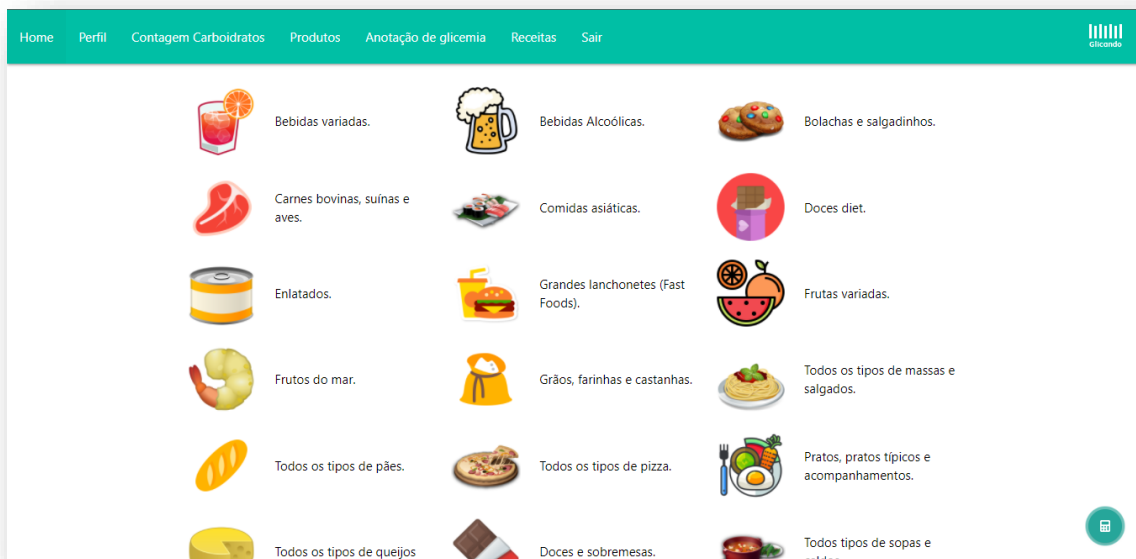 Home Perfil Contagem Carboidratos Produtos Anotação de glicemia Receitas Sair
Glicando
Bebidas variadas.
Bebidas Alcoólicas.
Bolachas e salgadinhos.
Carnes bovinas, suínas e
aves.
Comidas asiáticas.
Doces diet.
Enlatados.
Grandes lanchonetes (Fast
Foods).
Frutas variadas.
Frutos do mar.
Grãos, farinhas e castanhas.
Todos os tipos de massas e
salgados.
Todos os tipos de pães.
Todos os tipos de pizza.
Pratos, pratos típicos e
acompanhamentos.
Todos os tipos de queijos
Doces e sobremesas.
Todos tipos de sopas e